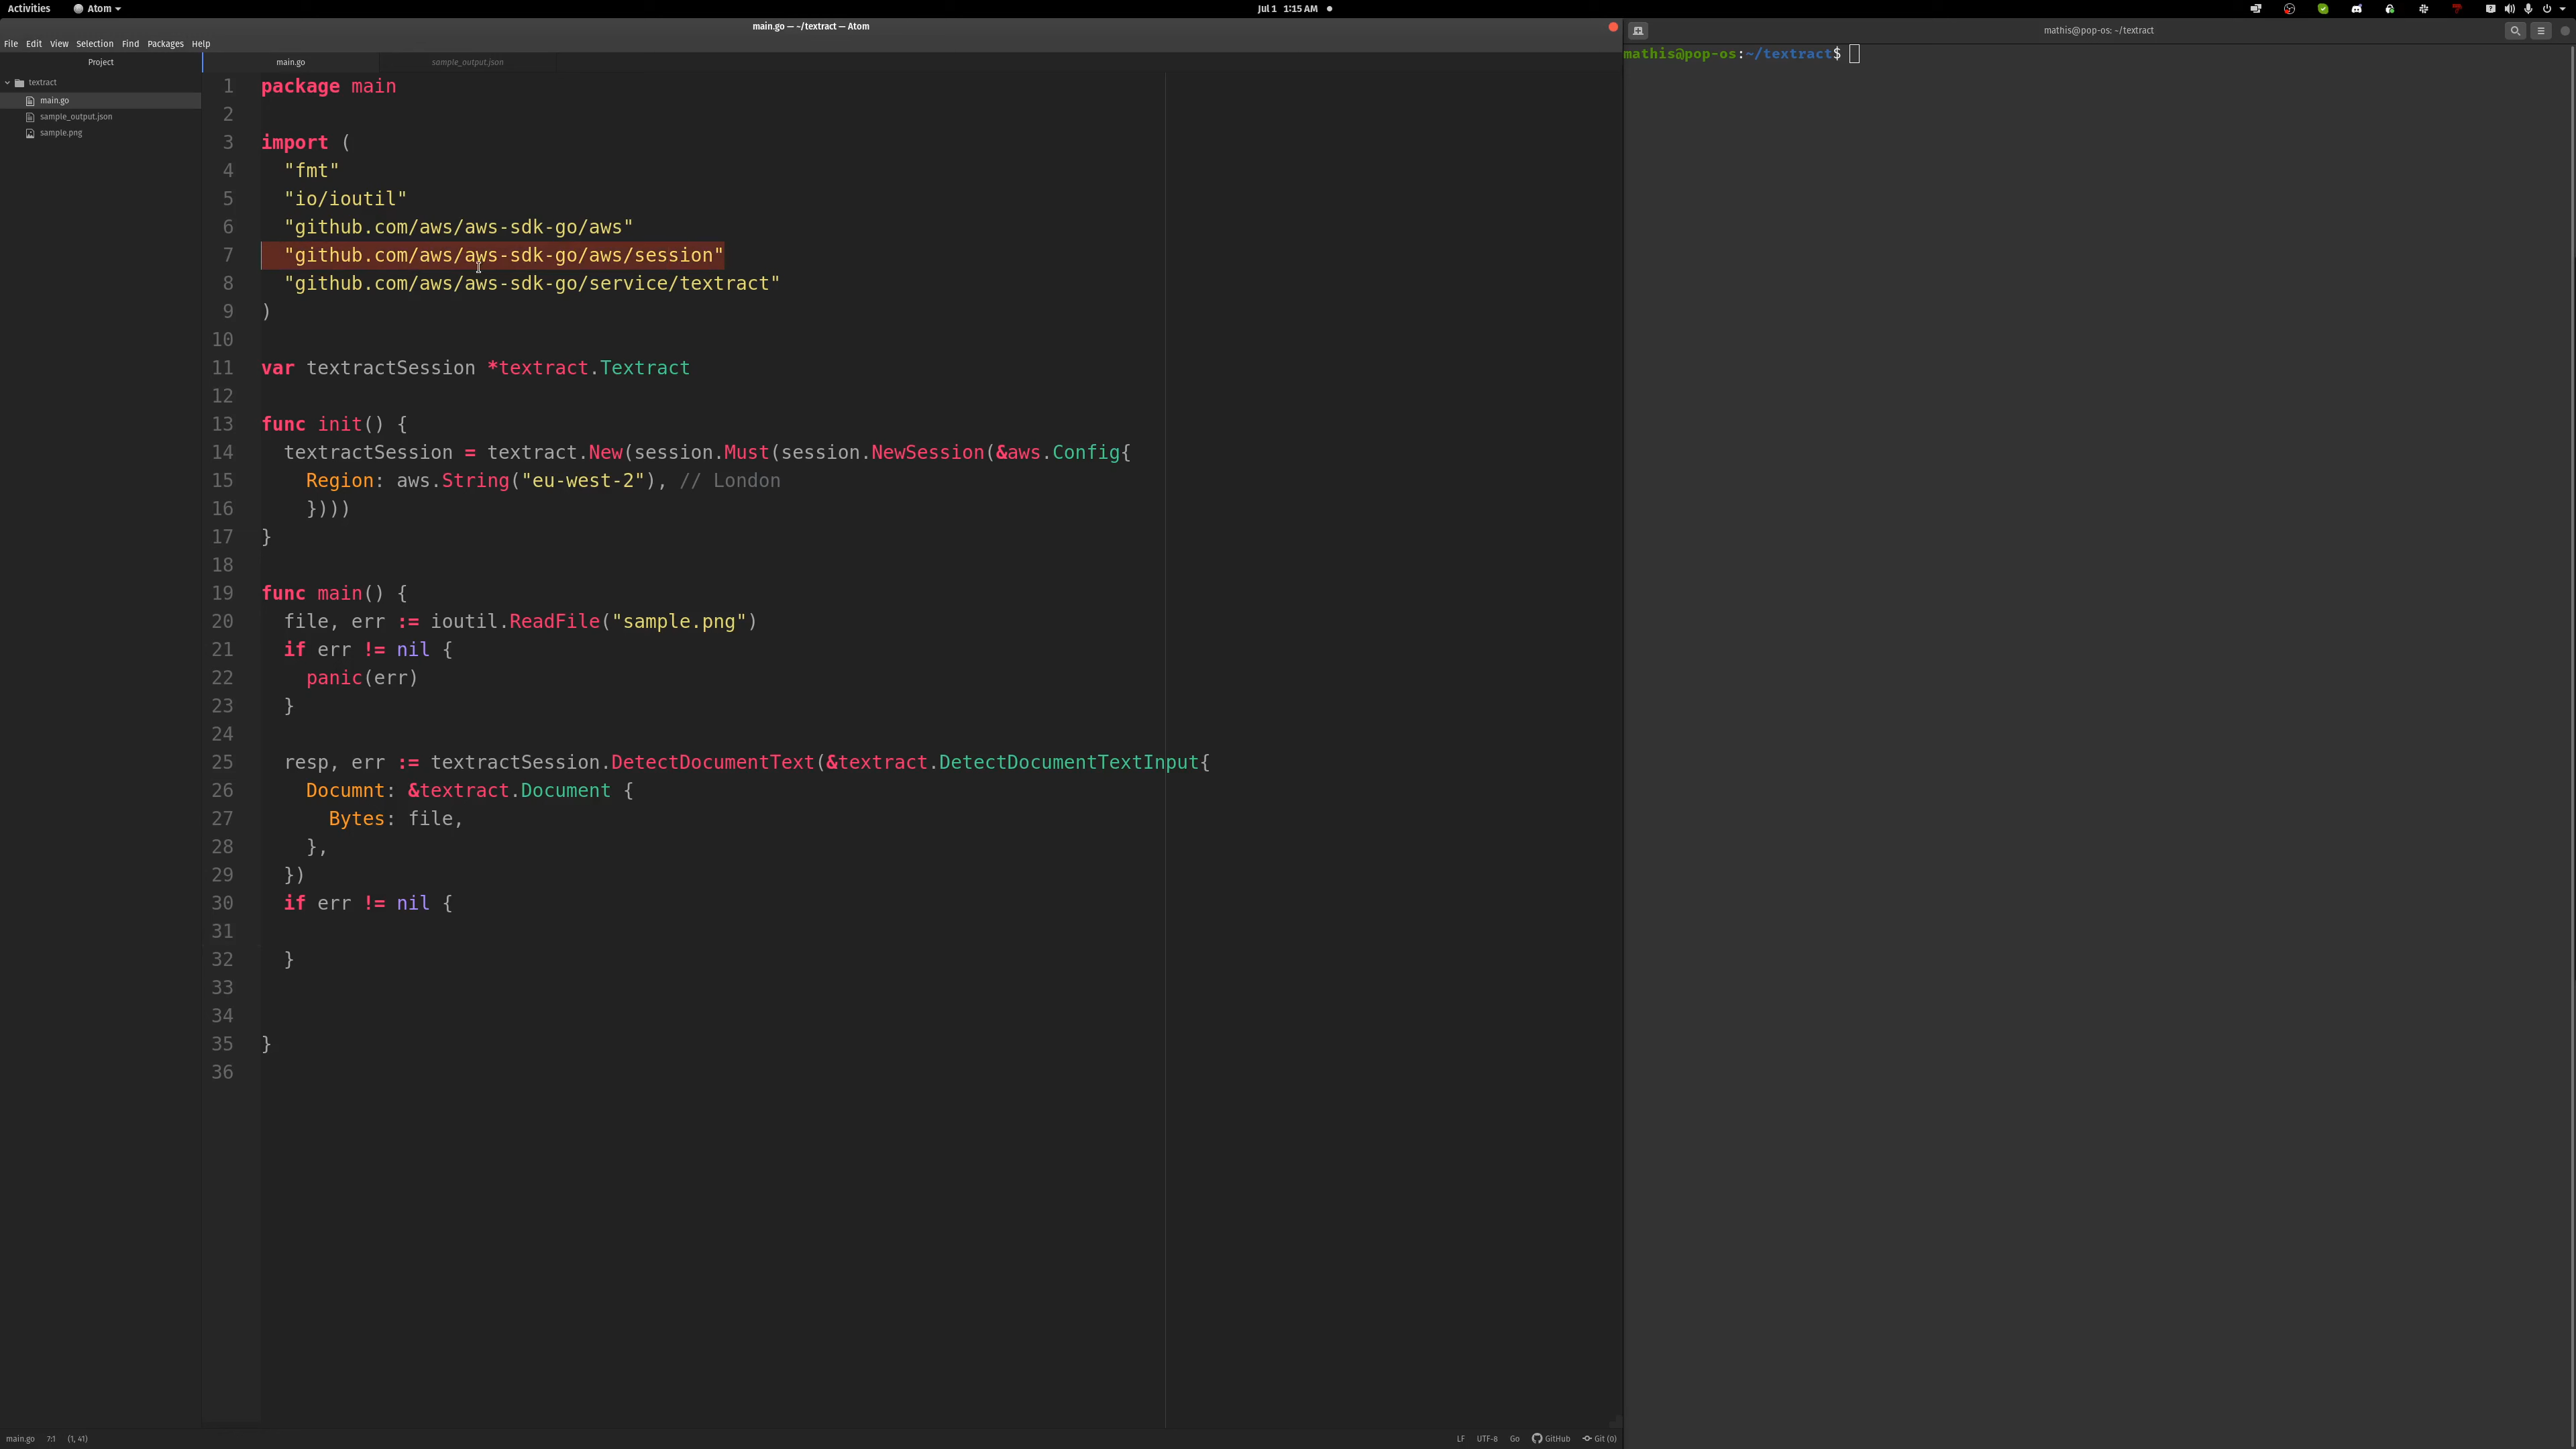 Activities Atom Jul 1 1:15 AM
main.go — ~/textract — Atom
mathis@pop-os: ~/textract
File Edit View Selection Find Packages Help
Project
main.go
sample_output.json
textract
main.go
sample_output.json
sample.png
1 package main
2
3 import (
4 "fmt"
5 "io/ioutil"
6 "github.com/aws/aws-sdk-go/aws"
7 "github.com/aws/aws-sdk-go/aws/session"
8 "github.com/aws/aws-sdk-go/service/textract"
9 )
10
11 var textractSession *textract.Textract
12
13 func init() {
14 textractSession = textract.New(session.Must(session.NewSession(&aws.Config{
15 Region: aws.String("eu-west-2"), // London
16 })))
17 }
18
19 func main() {
20 file, err := ioutil.ReadFile("sample.png")
21 if err != nil {
22 panic(err)
23 }
24
25 resp, err := textractSession.DetectDocumentText(&textract.DetectDocumentTextInput{
26 Documnt: &textract.Document {
27 Bytes: file,
28 },
29 })
30 if err != nil {
31
32 }
33
34
35 }
36
mathis@pop-os:~/textract$
main.go 7:1 (1, 41)
LF UTF-8 Go GitHub Git (0)